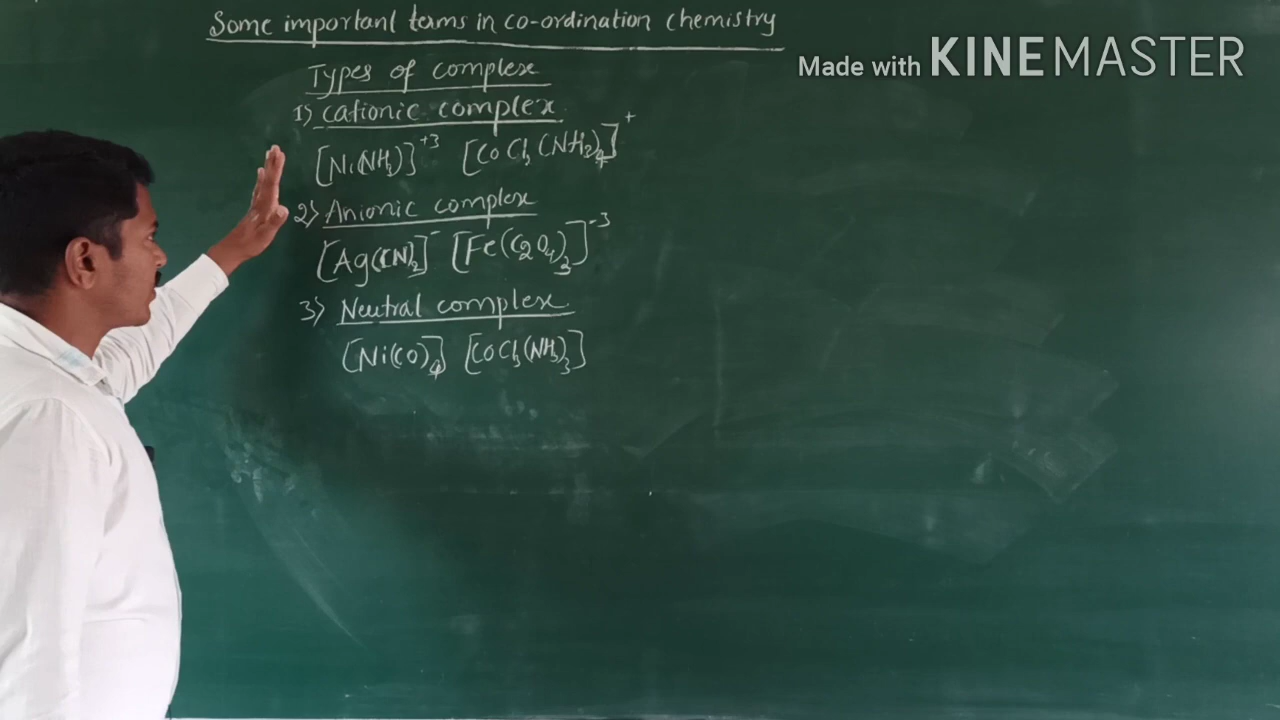 Some important terms in co-ordination chemistry
Made with KINEMASTER
Types of complex
1) Cationic complex.
[Ni(NH3)]+3 [CoCl3(NH3)4]+
2) Anionic complex
[Ag(CN)2]- [Fe(C2O4)3]-3
3) Neutral complex.
[Ni(CO)4] [CoCl3(NH3)3]